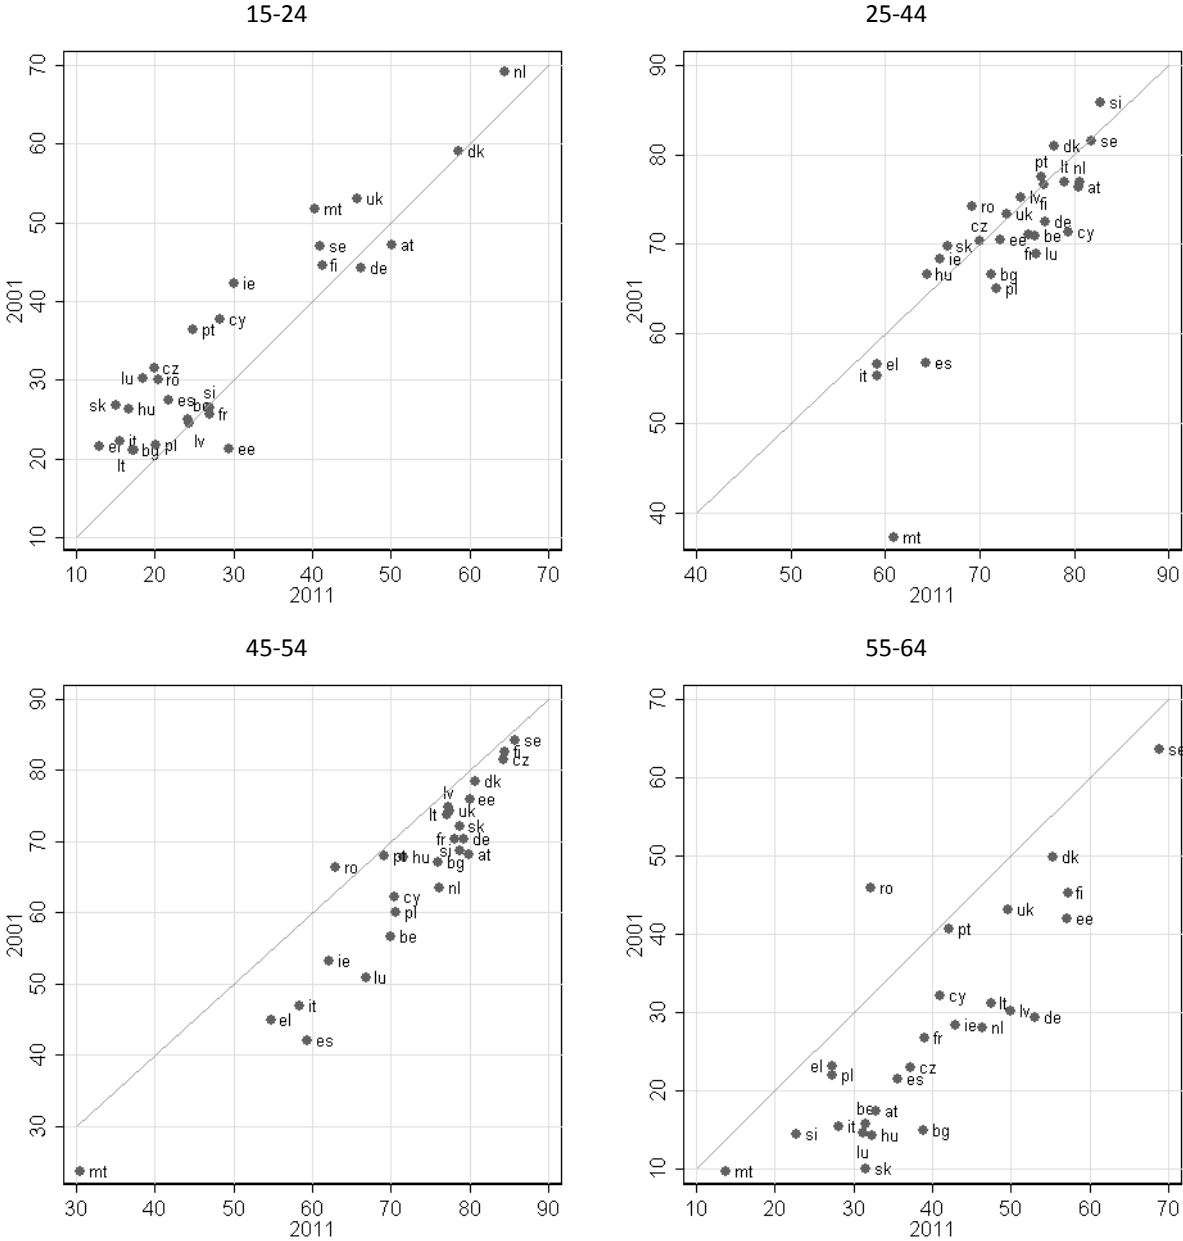 15-24
25-44
70
60
50
40
30
20
10
2001
nl
dk
uk
mt
se
at
fi
de
ie
cy
pt
cz
lu
ro
si
es
be
sk
hu
fr
it
lv
el
bg
pl
ee
lt
10 20 30 40 50 60 70
2011
90
80
70
60
50
40
2001
si
se
dk
pt
lt nl
at
lv
fi
ro
uk
de
cz
cy
ee
be
sk
fr
lu
ie
hu
bg
pl
el
es
it
mt
40 50 60 70 80 90
2011
45-54
55-64
90
80
70
60
50
40
30
2001
se
fi
cz
dk
lv
ee
lt
uk
sk
fr
de
si
at
pt
hu
bg
ro
nl
cy
pl
be
ie
lu
it
el
es
mt
30 40 50 60 70 80 90
2011
70
60
50
40
30
20
10
2001
se
dk
ro
fi
uk
ee
pt
cy
lt
lv
de
ie
nl
fr
el
cz
pl
es
be
at
it
si
hu
bg
lu
sk
mt
10 20 30 40 50 60 70
2011